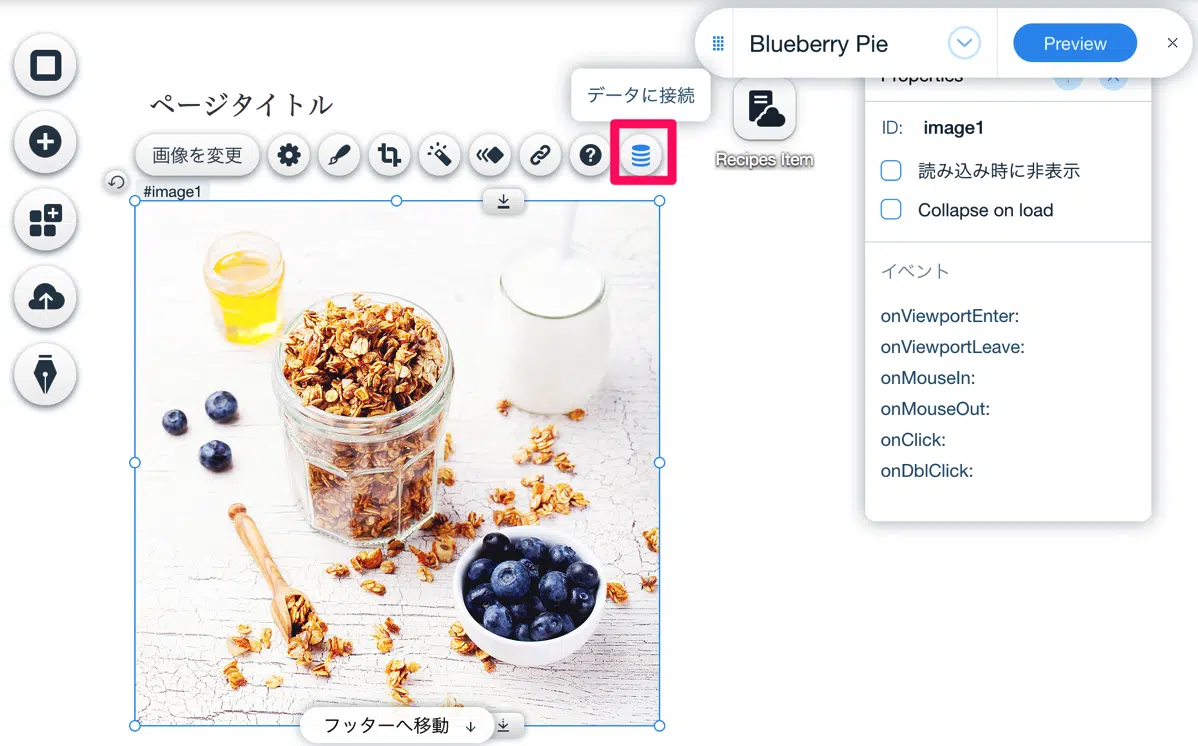 Blueberry Pie
Preview
Properties
データに接続
ページタイトル
画像を変更
Recipes Item
#image1
ID: image1
読み込み時に非表示
Collapse on load
イベント
onViewportEnter:
onViewportLeave:
onMouseIn:
onMouseOut:
onClick:
onDblClick:
フッターへ移動 ↓